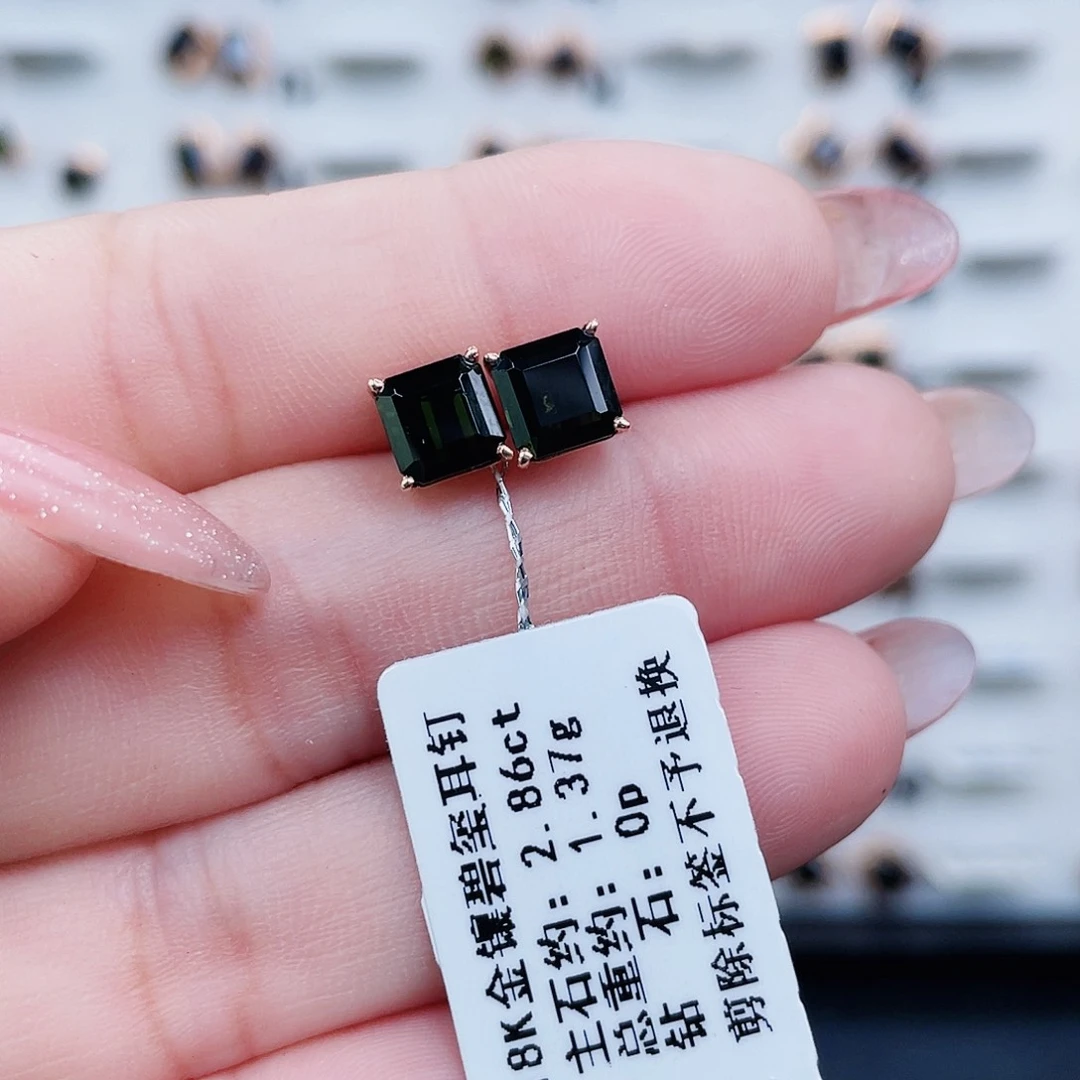 8K金镶碧玺耳钉
主石约: 2.86ct
总重约: 1.37g
钻 石: 0p
剪除标签不予退换